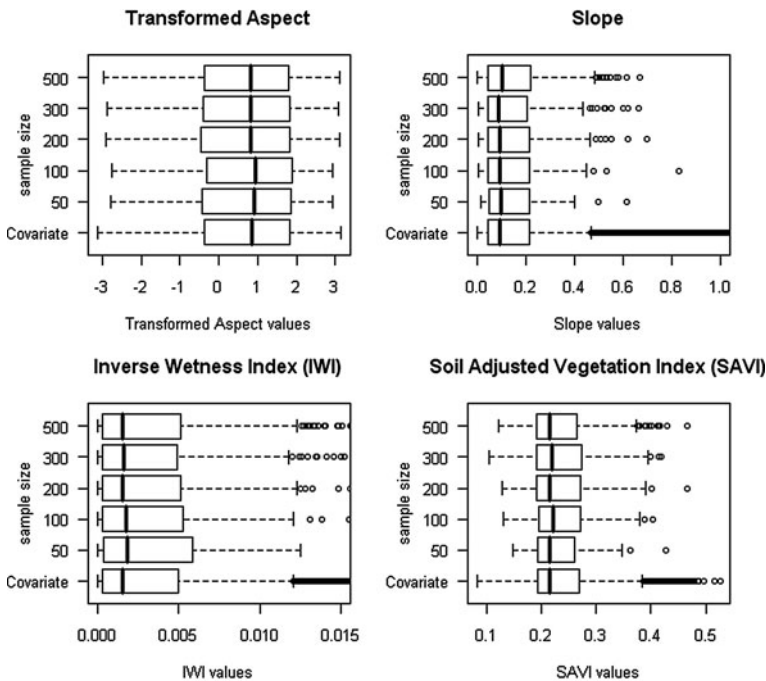 Transformed Aspect
sample size
500
300
200
100
50
Covariate
-3
-2
-1
0
1
2
3
Transformed Aspect values
Slope
sample size
500
300
200
100
50
Covariate
0.0
0.2
0.4
0.6
0.8
1.0
Slope values
Inverse Wetness Index (IWI)
sample size
500
300
200
100
50
Covariate
0.000
0.005
0.010
0.015
IWI values
Soil Adjusted Vegetation Index (SAVI)
sample size
500
300
200
100
50
Covariate
0.1
0.2
0.3
0.4
0.5
SAVI values